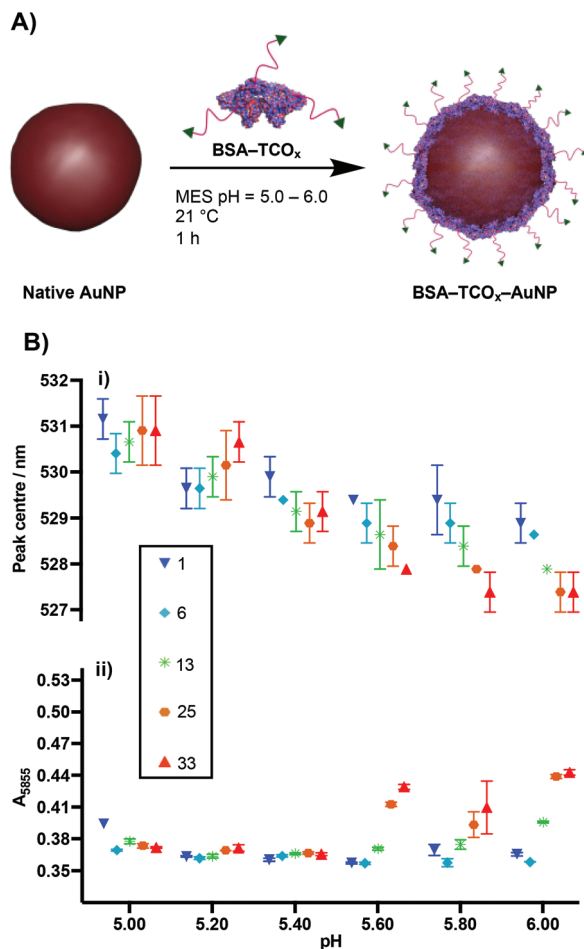 A)
BSA–TCOₓ
MES pH = 5.0 – 6.0
21 °C
1 h
Native AuNP
BSA–TCOₓ–AuNP
B)
i)
532
531
530
529
528
527
Peak centre / nm
1
6
13
25
33
ii)
0.53
0.50
0.47
0.44
0.41
0.38
0.35
A₅₈₅₅
5.00
5.20
5.40
5.60
5.80
6.00
pH